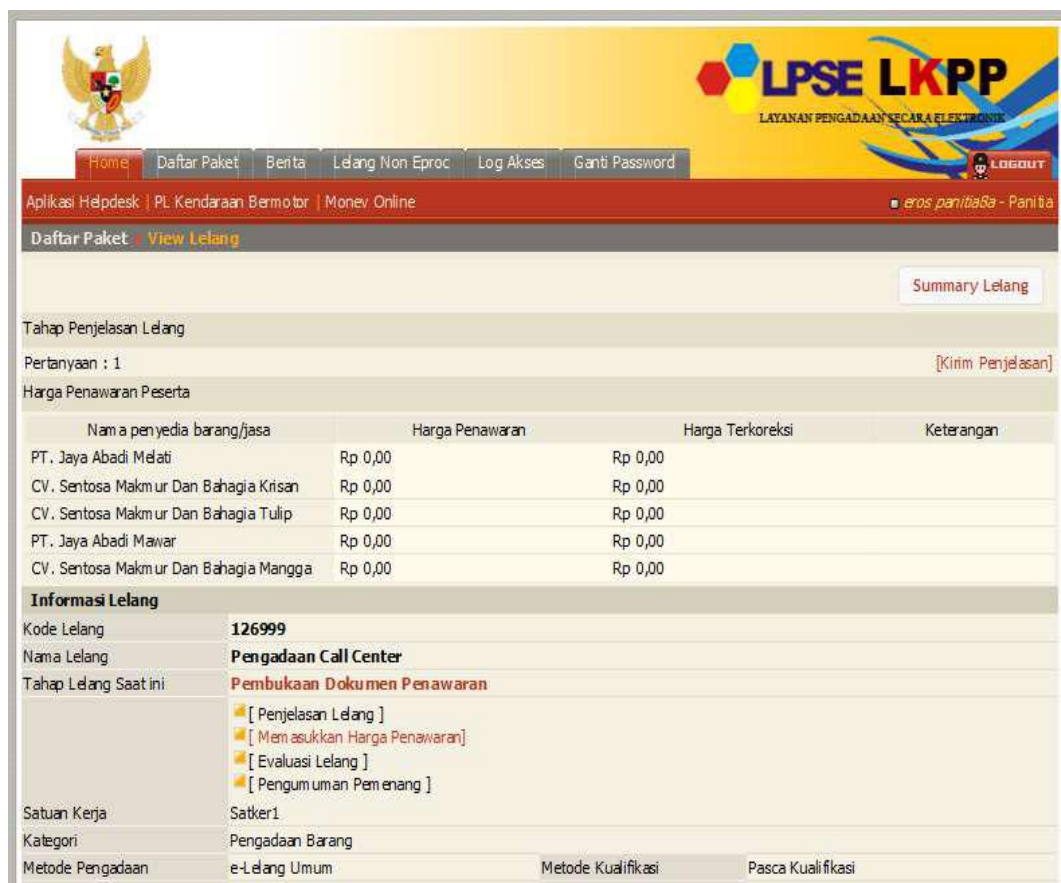 LPSE LKPP
LAYANAN PENGADAAN SECARA ELEKTRONIK
Home Daftar Paket Berita Lelang Non Eproc Log Akses Ganti Password LOGOUT
Aplikasi Helpdesk | PL Kendaraan Bermotor | Monev Online eros panitia8a - Panitia
Daftar Paket View Lelang
Summary Lelang
Tahap Penjelasan Lelang
Pertanyaan : 1 [Kirim Penjelasan]
Harga Penawaran Peserta
Nama penyedia barang/jasa Harga Penawaran Harga Terkoreksi Keterangan
PT. Jaya Abadi Melati Rp 0,00 Rp 0,00
CV. Sentosa Makmur Dan Bahagia Krisan Rp 0,00 Rp 0,00
CV. Sentosa Makmur Dan Bahagia Tulip Rp 0,00 Rp 0,00
PT. Jaya Abadi Mawar Rp 0,00 Rp 0,00
CV. Sentosa Makmur Dan Bahagia Mangga Rp 0,00 Rp 0,00
Informasi Lelang
Kode Lelang 126999
Nama Lelang Pengadaan Call Center
Tahap Lelang Saat ini Pembukaan Dokumen Penawaran
[ Penjelasan Lelang ]
[ Memasukkan Harga Penawaran]
[ Evaluasi Lelang ]
[ Pengumuman Pemenang ]
Satuan Kerja Satker1
Kategori Pengadaan Barang
Metode Pengadaan e-Lelang Umum Metode Kualifikasi Pasca Kualifikasi